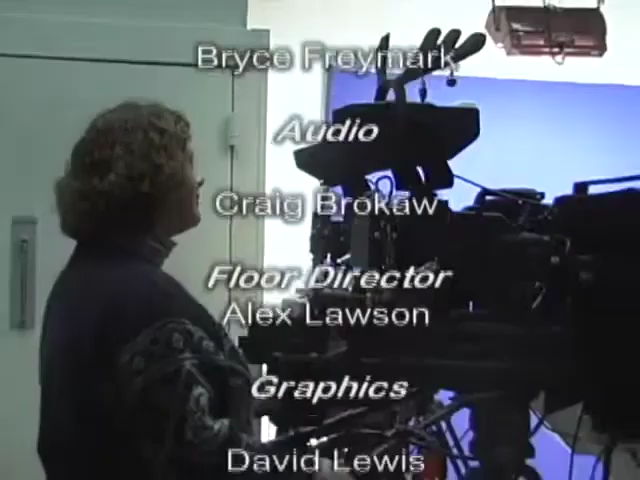 Bryce Freymark
Audio
Craig Brokaw
Floor Director
Alex Lawson
Graphics
David Lewis